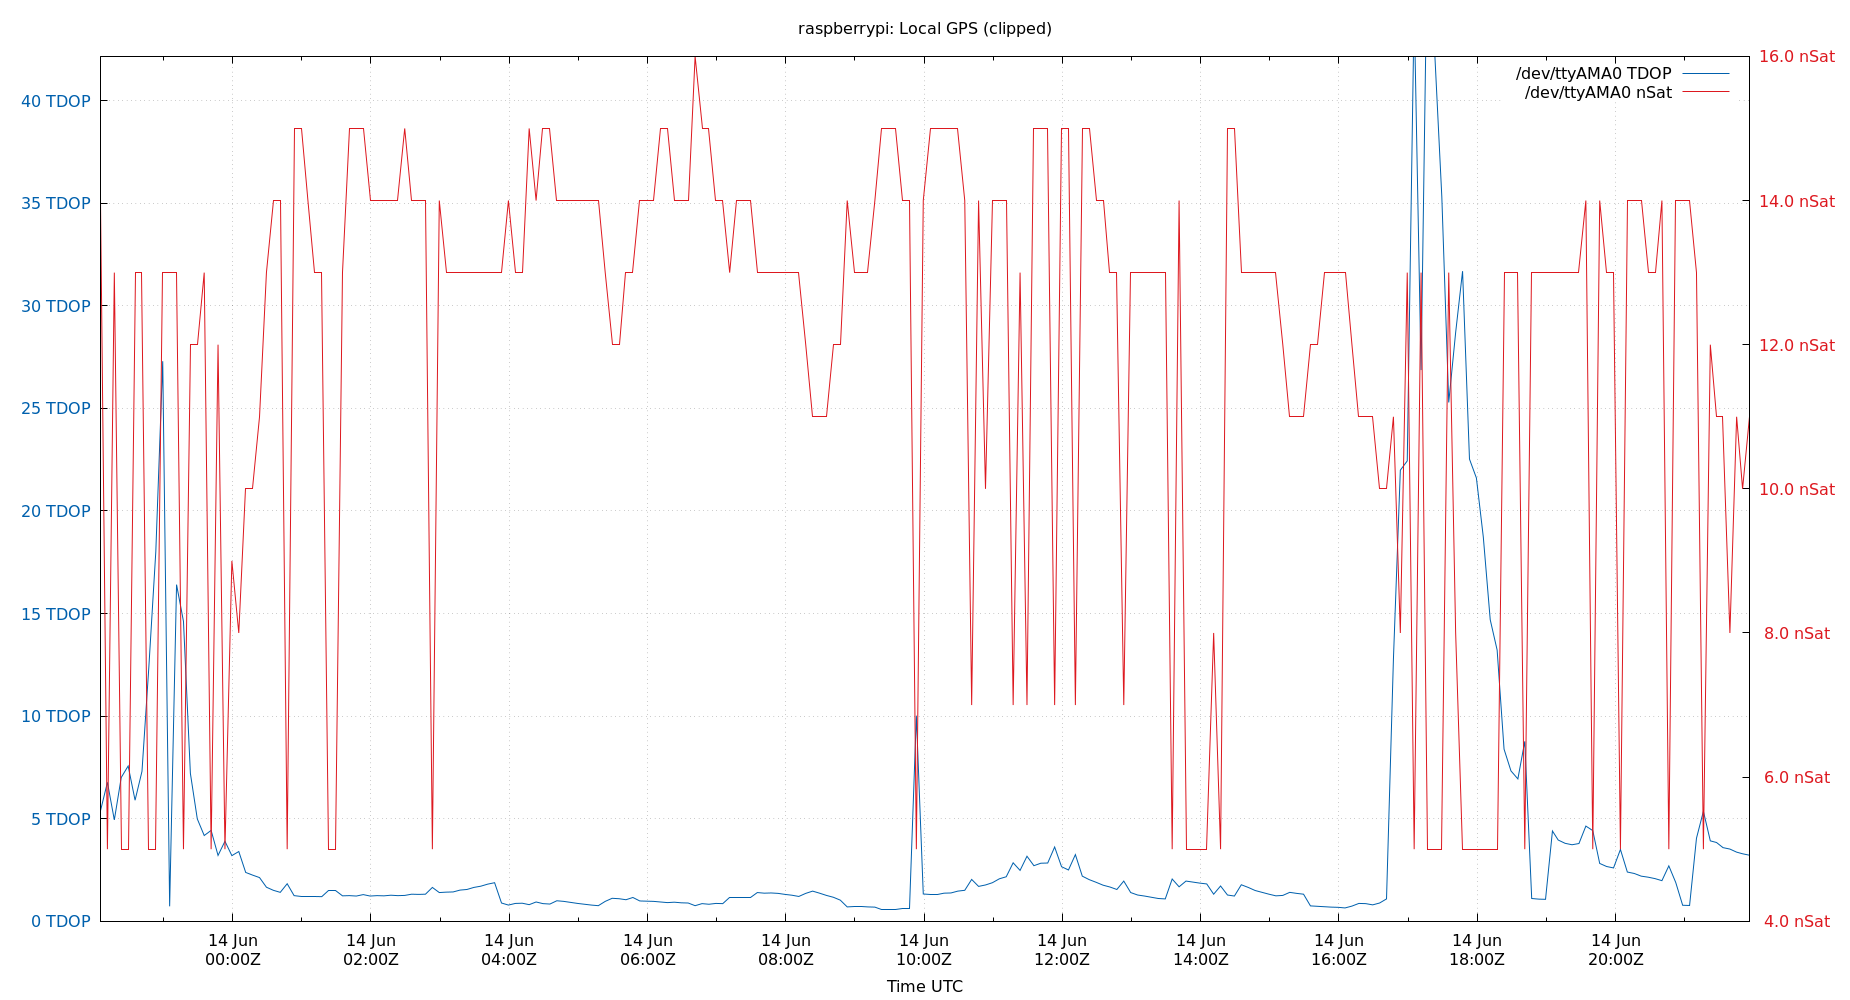 raspberrypi: Local GPS (clipped)
/dev/ttyAMA0 TDOP
/dev/ttyAMA0 nSat
40 TDOP
35 TDOP
30 TDOP
25 TDOP
20 TDOP
15 TDOP
10 TDOP
5 TDOP
0 TDOP
16.0 nSat
14.0 nSat
12.0 nSat
10.0 nSat
8.0 nSat
6.0 nSat
4.0 nSat
14 Jun
00:00Z
14 Jun
02:00Z
14 Jun
04:00Z
14 Jun
06:00Z
14 Jun
08:00Z
14 Jun
10:00Z
14 Jun
12:00Z
14 Jun
14:00Z
14 Jun
16:00Z
14 Jun
18:00Z
14 Jun
20:00Z
Time UTC